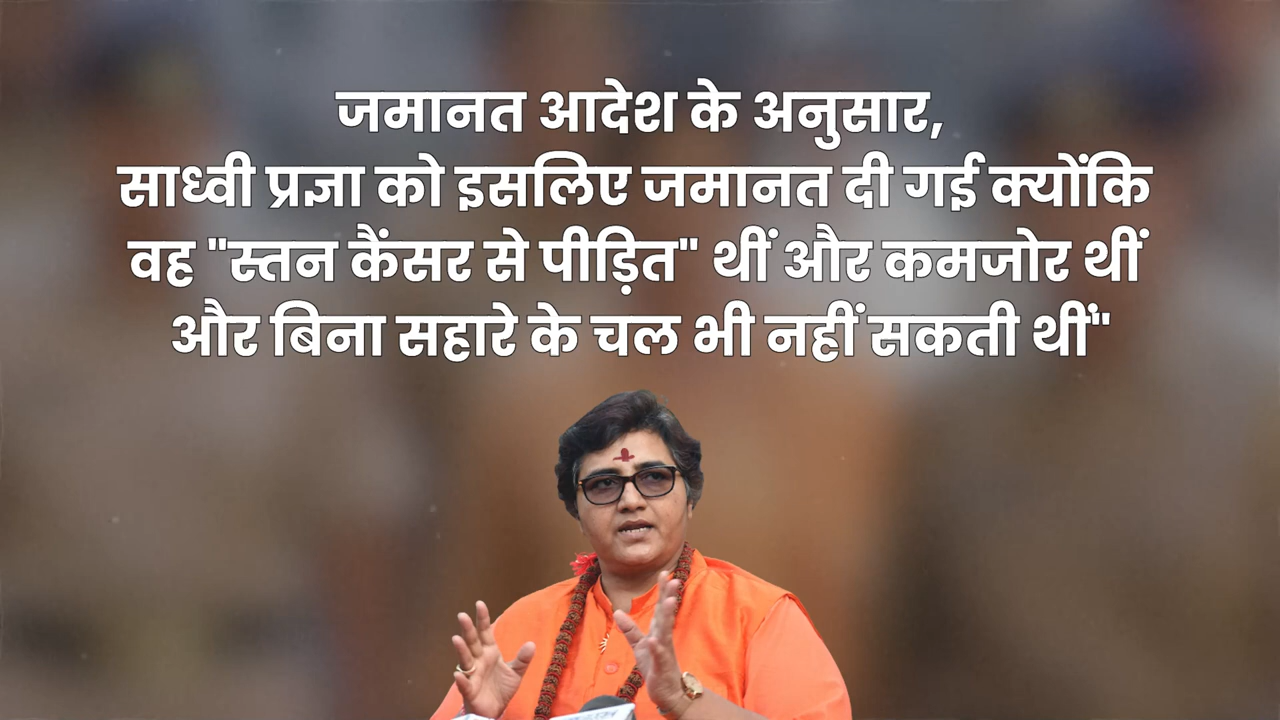 जमानत आदेश के अनुसार,
साध्वी प्रज्ञा को इसलिए जमानत दी गई क्योंकि
वह "स्तन कैंसर से पीड़ित" थीं और कमजोर थीं
और बिना सहारे के चल भी नहीं सकती थीं"